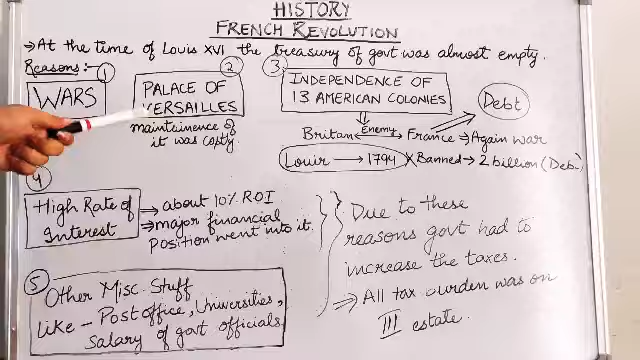 HISTORY
FRENCH REVOLUTION
→ At the time of Louis XVI the treasury of govt was almost empty.
Reasons:-
1
WARS
2
PALACE OF
VERSAILLES
maintainence of
it was costly
3
INDEPENDENCE OF
13 AMERICAN COLONIES
Debt
Britan ← Enemy → France → Again war
Louir → 1794 X Banned → 2 billion (Debt)
4
High Rate of
Interest
→ about 10% ROI
→ major financial
Position went into it.
5
Other Misc Stuff
Like - Post office, Universities,
Salary of govt officials
Due to these
reasons govt had to
increase the taxes.
⇒ All tax burden was on
III estate.